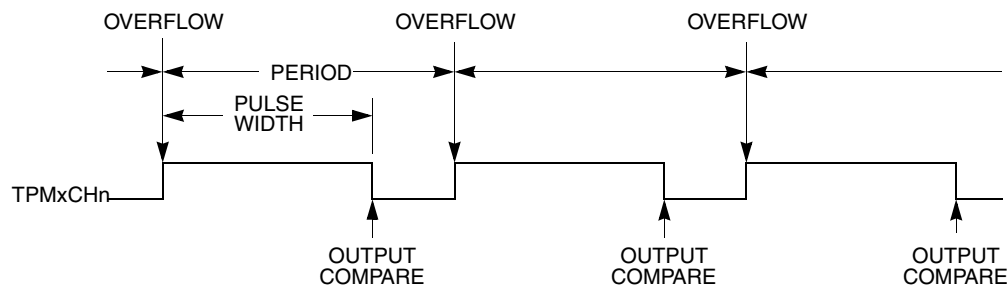 OVERFLOW OVERFLOW OVERFLOW
PERIOD
PULSE
WIDTH
TPMxCHn
OUTPUT
COMPARE
OUTPUT
COMPARE
OUTPUT
COMPARE